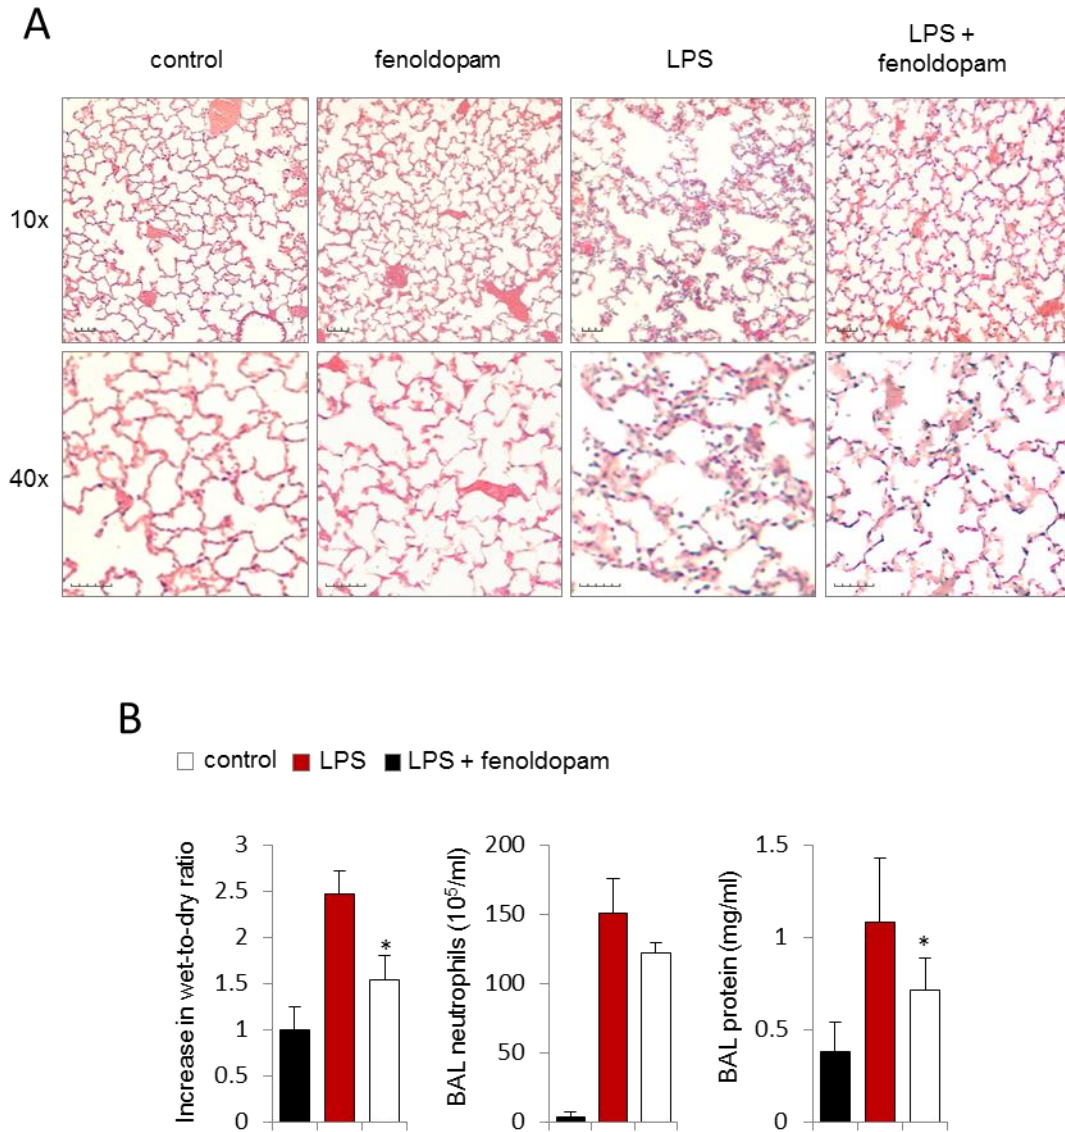 A
control
fenoldopam
LPS
LPS +
fenoldopam
10x
40x
B
control
LPS
LPS + fenoldopam
Increase in wet-to-dry ratio
3
2.5
2
1.5
1
0.5
0
*
BAL neutrophils (10⁵/ml)
200
150
100
50
0
BAL protein (mg/ml)
1.5
1
0.5
0
*